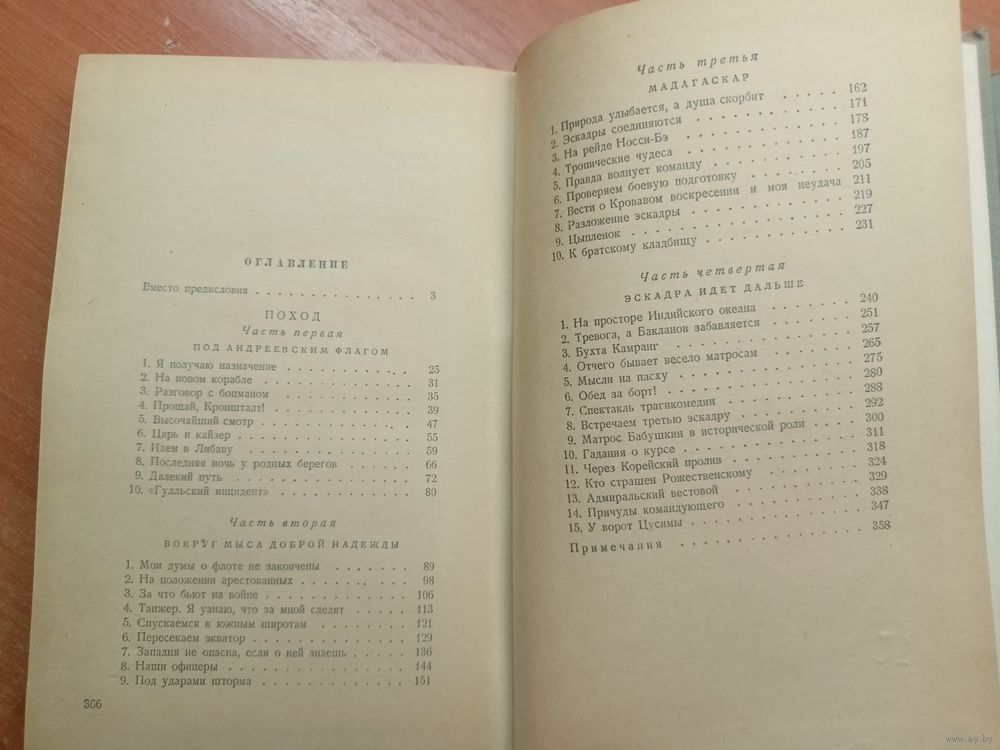 ОГЛАВЛЕНИЕ
Вместо предисловия . . . . . . . . . . . . 3
ПОХОД
Часть первая
ПОД АНДРЕЕВСКИМ ФЛАГОМ
1. Я получаю назначение . . . . . . . . . 25
2. На новом корабле . . . . . . . . . . . 31
3. Разговор с боцманом . . . . . . . . . . 35
4. Прощай, Кронштадт! . . . . . . . . . . 39
5. Высочайший смотр . . . . . . . . . . . 47
6. Царь и кайзер . . . . . . . . . . . . 55
7. Идем в Либаву . . . . . . . . . . . . 59
8. Последняя ночь у родных берегов . . . . . 66
9. Далекий путь . . . . . . . . . . . . 72
10. «Гулльский инцидент» . . . . . . . . . 80
Часть вторая
ВОКРУГ МЫСА ДОБРОЙ НАДЕЖДЫ
1. Мои думы о флоте не закончены . . . . . . 89
2. На положении арестованных . . . . . . . 98
3. За что бьют на войне . . . . . . . . . . 106
4. Танжер. Я узнаю, что за мной следят . . . . . 113
5. Спускаемся к южным широтам . . . . . . . 121
6. Пересекаем экватор . . . . . . . . . . . 129
7. Западня не опасна, если о ней знаешь . . . . . 136
8. Наши офицеры . . . . . . . . . . . . 144
9. Под ударами шторма . . . . . . . . . . 151
366
Часть третья
МАДАГАСКАР
1. Природа улыбается, а душа скорбит . . . . . 162
2. Эскадры соединяются . . . . . . . . . . 171
3. На рейде Носси-Бэ . . . . . . . . . . . 178
4. Тропические чудеса . . . . . . . . . . . 187
5. Правда волнует команду . . . . . . . . . 197
6. Проверяем боевую подготовку . . . . . . . 205
7. Вести о Кровавом воскресении и моя неудача 211
8. Разложение эскадры . . . . . . . . . . 219
9. Цыпленок . . . . . . . . . . . . . . 227
10. К братскому кладбищу . . . . . . . . . 231
Часть четвертая
ЭСКАДРА ИДЕТ ДАЛЬШЕ
1. На просторе Индийского океана . . . . . . 240
2. Тревога, а Бакланов забавляется . . . . . . 251
3. Бухта Камранг . . . . . . . . . . . . 257
4. Отчего бывает весело матросам . . . . . . 265
5. Мысли на пасху . . . . . . . . . . . . 275
6. Обед за борт! . . . . . . . . . . . . 280
7. Спектакль трагикомедии . . . . . . . . . 288
8. Встречаем третью эскадру . . . . . . . . 292
9. Матрос Бабушкин в исторической роли . . . . 300
10. Гадания о курсе . . . . . . . . . . . 311
11. Через Корейский пролив . . . . . . . . 318
12. Кто страшен Рожественскому . . . . . . . 324
13. Адмиральский вестовой . . . . . . . . . 329
14. Причуды командующего . . . . . . . . . 338
15. У ворот Цусимы . . . . . . . . . . . 347
Примечания . . . . . . . . . . . . . 358
www.ay.by